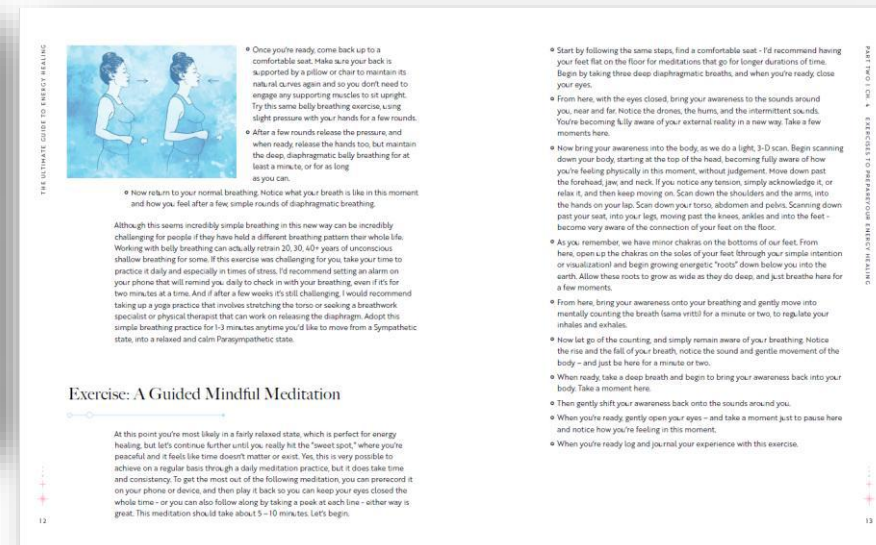 THE ULTIMATE GUIDE TO ENERGY HEALING
Once you're ready, come back up to a
comfortable seat. Make sure your back is
supported by a pillow or chair to maintain its
natural curves again and so you don't need to
engage any supporting muscles to sit upright.
Try this same belly breathing exercise, using
slight pressure with your hands for a few rounds.
After a few rounds release the pressure, and
when ready, release the hands too, but maintain
the deep, diaphragmatic belly breathing for at
least a minute, or for as long
as you can.
Now return to your normal breathing. Notice what your breath is like in this moment
and how you feel after a few, simple rounds of diaphragmatic breathing.
Although this seems incredibly simple breathing in this new way can be incredibly
challenging for people if they have held a different breathing pattern their whole life.
Working with belly breathing can actually retrain 20, 30, 40+ years of unconscious
shallow breathing for some. If this exercise was challenging for you, take your time to
practice it daily and especially in times of stress. I'd recommend setting an alarm on
your phone that will remind you daily to check in with your breathing, even if it's for
two minutes at a time. And if after a few weeks it's still challenging, I would recommend
taking up a yoga practice that involves stretching the torso or seeking a breathwork
specialist or physical therapist that can work on releasing the diaphragm. Adopt this
simple breathing practice for 1-3 minutes anytime you'd like to move from a Sympathetic
state, into a relaxed and calm Parasympathetic state.
Exercise: A Guided Mindful Meditation
At this point you're most likely in a fairly relaxed state, which is perfect for energy
healing, but let's continue further until you really hit the "sweet spot," where you're
peaceful and it feels like time doesn't matter or exist. Yes, this is very possible to
achieve on a regular basis through a daily meditation practice, but it does take time
and consistency. To get the most out of the following meditation, you can prerecord it
on your phone or device, and then play it back so you can keep your eyes closed the
whole time - or you can also follow along by taking a peek at each line - either way is
great. This meditation should take about 5 – 10 minutes. Let's begin.
12
Start by following the same steps, find a comfortable seat - I'd recommend having
your feet flat on the floor for meditations that go for longer durations of time.
Begin by taking three deep diaphragmatic breaths, and when you're ready, close
your eyes.
From here, with the eyes closed, bring your awareness to the sounds around
you, near and far. Notice the drones, the hums, and the intermittent sounds.
You're becoming fully aware of your external reality in a new way. Take a few
moments here.
Now bring your awareness into the body, as we do a light, 3-D scan. Begin scanning
down your body, starting at the top of the head, becoming fully aware of how
you're feeling physically in this moment, without judgement. Move down past
the forehead, jaw, and neck. If you notice any tension, simply acknowledge it, or
relax it, and then keep moving on. Scan down the shoulders and the arms, into
the hands on your lap. Scan down your torso, abdomen and pelvis. Scanning down
past your seat, into your legs, moving past the knees, ankles and into the feet -
become very aware of the connection of your feet on the floor.
As you remember, we have minor chakras on the bottoms of our feet. From
here, open up the chakras on the soles of your feet (through your simple intention
or visualization) and begin growing energetic "roots" down below you into the
earth. Allow these roots to grow as wide as they do deep, and just breathe here for
a few moments.
From here, bring your awareness onto your breathing and gently move into
mentally counting the breath (sama vritti) for a minute or two, to regulate your
inhales and exhales.
Now let go of the counting, and simply remain aware of your breathing. Notice
the rise and the fall of your breath, notice the sound and gentle movement of the
body – and just be here for a minute or two.
When ready, take a deep breath and begin to bring your awareness back into your
body. Take a moment here.
Then gently shift your awareness back onto the sounds around you.
When you're ready, gently open your eyes – and take a moment just to pause here
and notice how you're feeling in this moment.
When you're ready log and journal your experience with this exercise.
PART TWO | CH. 4 EXERCISES TO PREPARE YOUR ENERGY HEALING
13